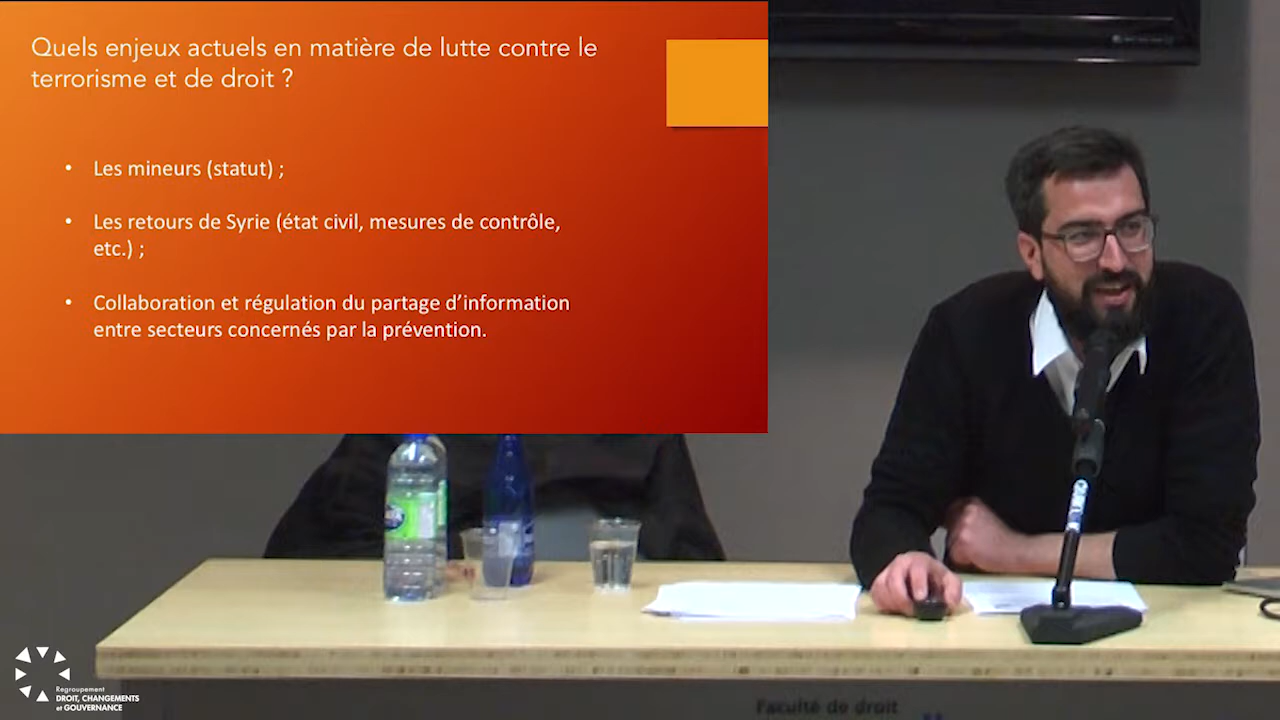 Quels enjeux actuels en matière de lutte contre le
terrorisme et de droit ?
• Les mineurs (statut) ;
• Les retours de Syrie (état civil, mesures de contrôle,
etc.) ;
• Collaboration et régulation du partage d’information
entre secteurs concernés par la prévention.
Regroupement
DROIT, CHANGEMENTS
et GOUVERNANCE
Faculté de droit